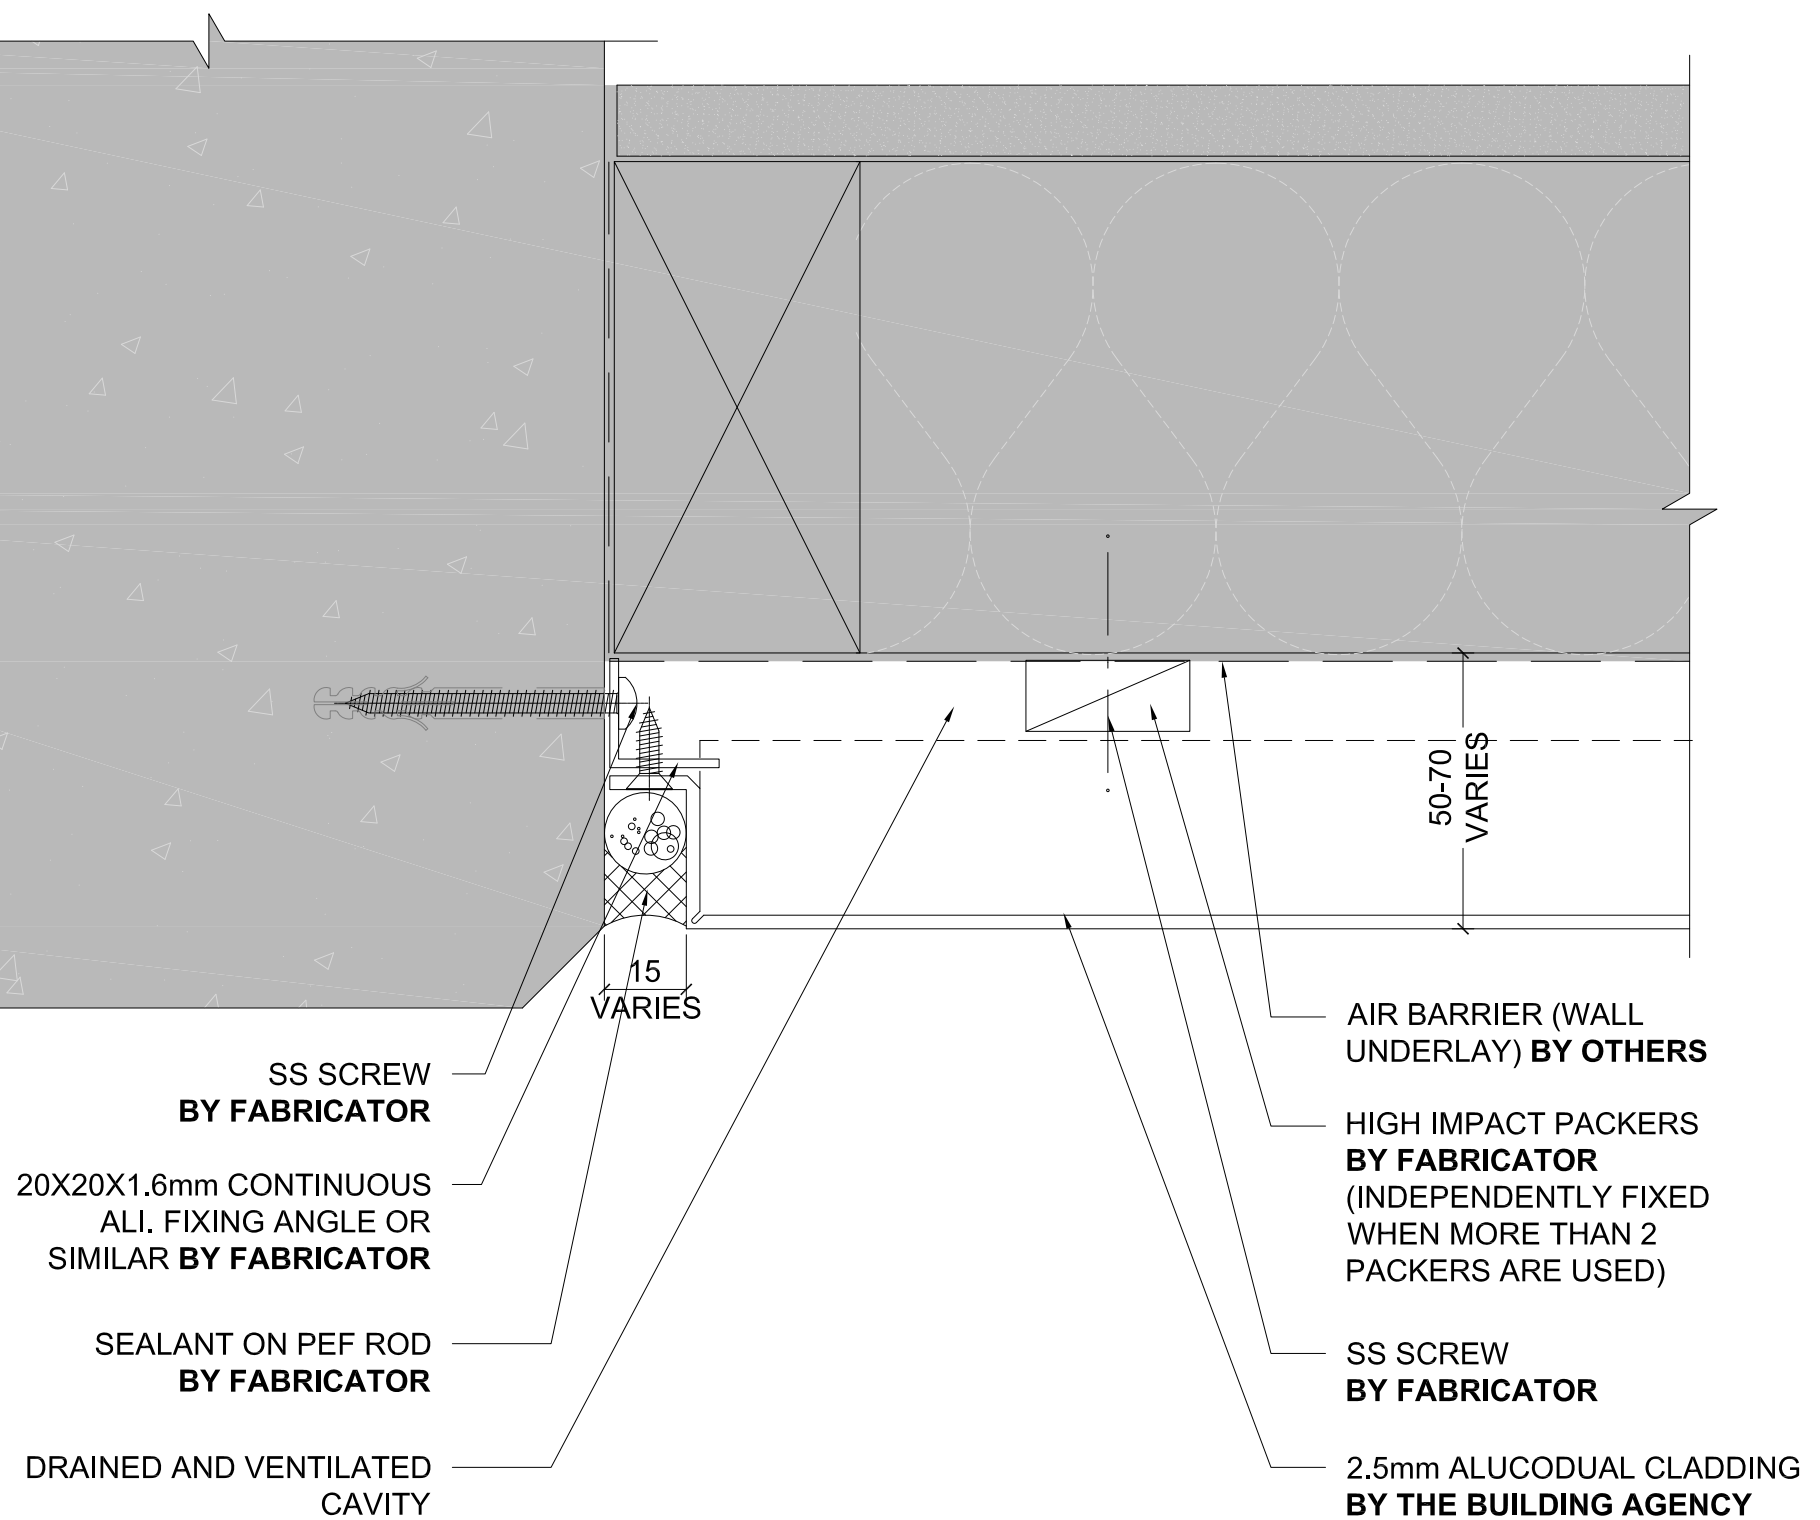 50-70
VARIES
15
VARIES
SS SCREW
BY FABRICATOR
20X20X1.6mm CONTINUOUS
ALI. FIXING ANGLE OR
SIMILAR BY FABRICATOR
SEALANT ON PEF ROD
BY FABRICATOR
DRAINED AND VENTILATED
CAVITY
AIR BARRIER (WALL
UNDERLAY) BY OTHERS
HIGH IMPACT PACKERS
BY FABRICATOR
(INDEPENDENTLY FIXED
WHEN MORE THAN 2
PACKERS ARE USED)
SS SCREW
BY FABRICATOR
2.5mm ALUCODUAL CLADDING
BY THE BUILDING AGENCY